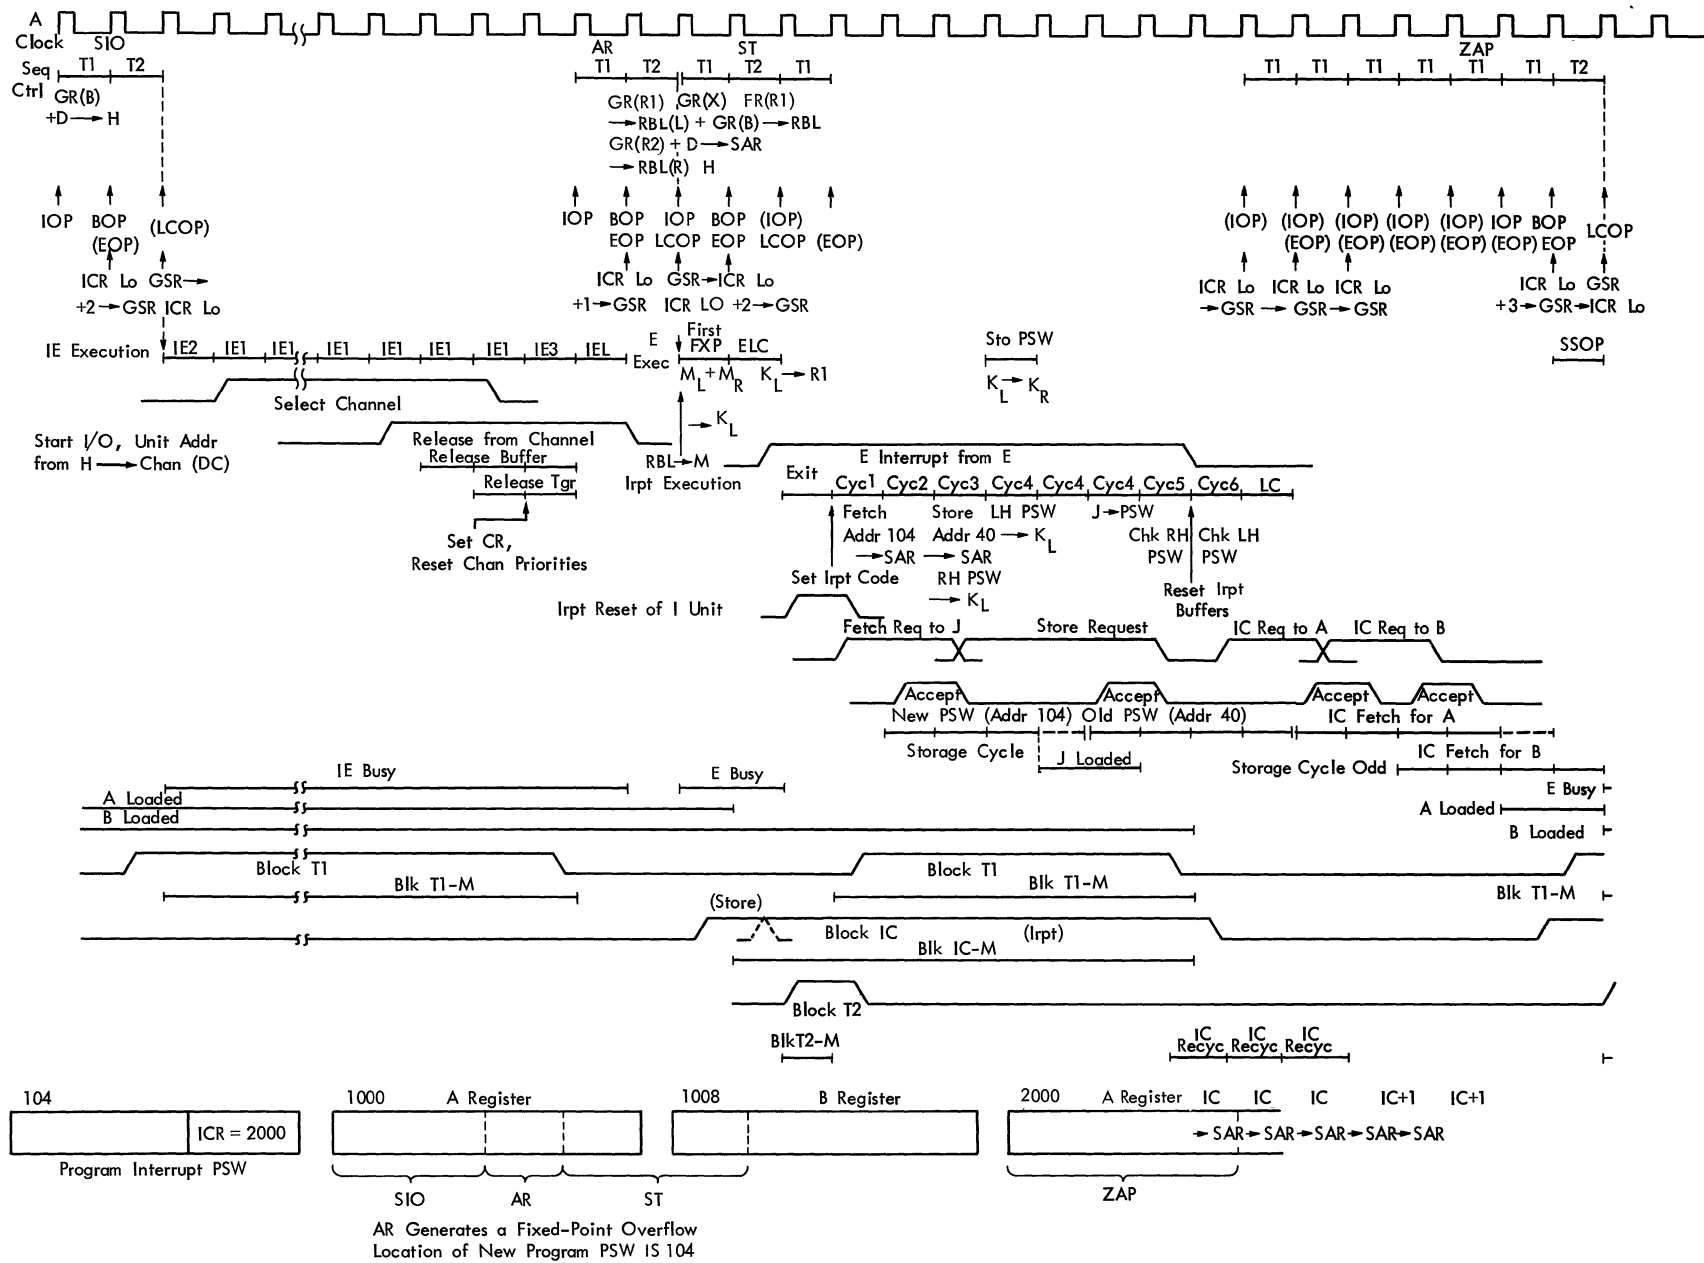 A
Clock
SIO
AR
ST
ZAP
Seq
Ctrl
T1 T2
T1 T2 T1 T2 T1
T1 T1 T1 T1 T1 T1 T2
GR(B)
+D → H
GR(R1) GR(X) FR(R1)
→ RBL(L) + GR(B) → RBL
GR(R2) + D → SAR
→ RBL(R) H
IOP BOP (LCOP)
(EOP)
IOP BOP IOP BOP (IOP)
EOP LCOP EOP LCOP (EOP)
(IOP) (IOP) (IOP) (IOP) (IOP) IOP BOP
(EOP) (EOP) (EOP) (EOP) (EOP) EOP LCOP
ICR Lo GSR →
+2 → GSR ICR Lo
ICR Lo GSR → ICR Lo
+1 → GSR ICR LO +2 → GSR
ICR Lo ICR Lo ICR Lo
→ GSR → GSR → GSR
ICR Lo GSR
+3 → GSR → ICR Lo
IE Execution
IE2 IE1 IE1 IE1 IE1 IE1 IE1 IE3 IEL
E
Exec
First
FXP ELC
ML + MR KL → R1
Sto PSW
KL → KR
SSOP
Select Channel
Start I/O, Unit Addr
from H → Chan (DC)
Release from Channel
Release Buffer
Release Tgr
Set CR,
Reset Chan Priorities
→ KL
RBL → M
Irpt Execution
E Interrupt from E
Exit
Cyc1 Cyc2 Cyc3 Cyc4 Cyc4 Cyc4 Cyc5 Cyc6 LC
Fetch Store LH PSW J → PSW
Addr 104 Addr 40 → KL
→ SAR → SAR
Chk RH Chk LH
PSW PSW
Set Irpt Code
RH PSW
→ KL
Reset Irpt
Buffers
Irpt Reset of I Unit
Fetch Req to J Store Request IC Req to A IC Req to B
Accept Accept Accept Accept
New PSW (Addr 104) Old PSW (Addr 40) IC Fetch for A
Storage Cycle
J Loaded
Storage Cycle Odd
IC Fetch for B
IE Busy
E Busy
E Busy
A Loaded
A Loaded
B Loaded
B Loaded
Block T1
Block T1
Blk T1-M
Blk T1-M
Blk T1-M
(Store)
Block IC (Irpt)
Blk IC-M
Block T2
BlkT2-M
IC IC IC
Recyc Recyc Recyc
104
ICR = 2000
Program Interrupt PSW
1000 A Register
1008 B Register
2000 A Register
IC IC IC IC+1 IC+1
→ SAR → SAR → SAR → SAR → SAR
SIO AR ST
ZAP
AR Generates a Fixed-Point Overflow
Location of New Program PSW IS 104